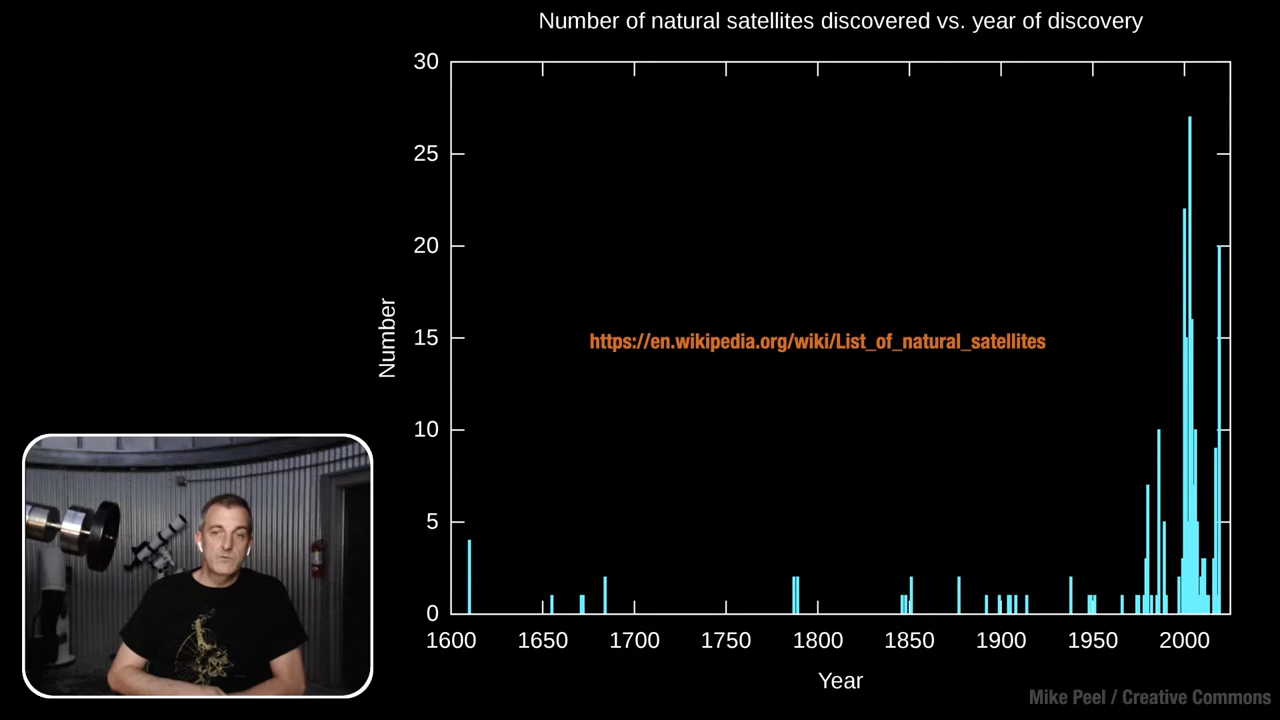 Number of natural satellites discovered vs. year of discovery
30
25
20
15
10
5
0
Number
https://en.wikipedia.org/wiki/List_of_natural_satellites
1600 1650 1700 1750 1800 1850 1900 1950 2000
Year
Mike Peel / Creative Commons